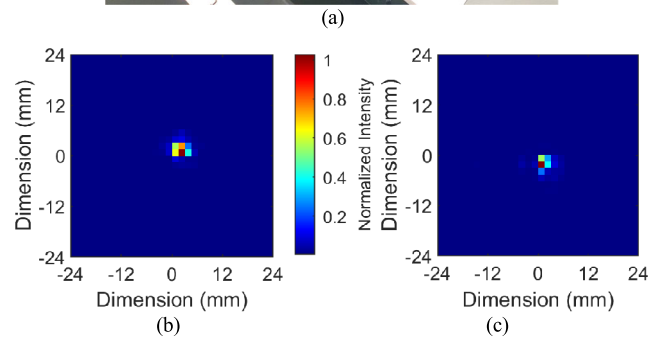 (a)
24
12
0
-12
-24
Dimension (mm)
-24 -12 0 12 24
Dimension (mm)
(b)
1
0.8
0.6
0.4
0.2
Normalized Intensity
24
12
0
-12
-24
Dimension (mm)
-24 -12 0 12 24
Dimension (mm)
(c)